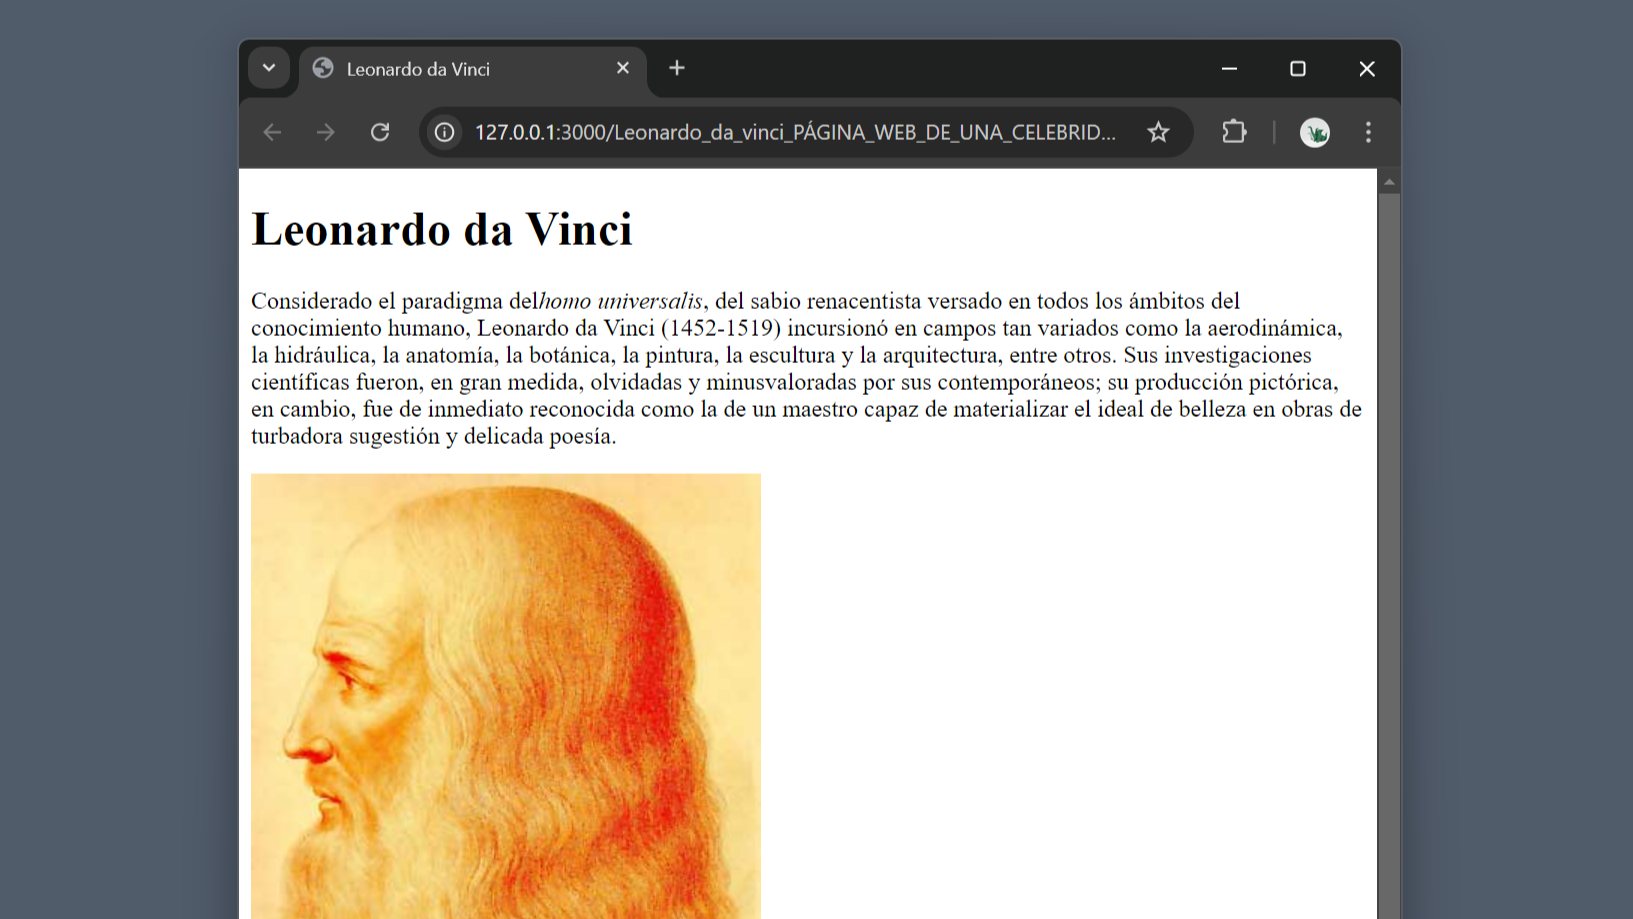 Leonardo da Vinci
127.0.0.1:3000/Leonardo_da_vinci_PÁGINA_WEB_DE_UNA_CELEBRID...
Leonardo da Vinci
Considerado el paradigma delhomo universalis, del sabio renacentista versado en todos los ámbitos del
conocimiento humano, Leonardo da Vinci (1452-1519) incursionó en campos tan variados como la aerodinámica,
la hidráulica, la anatomía, la botánica, la pintura, la escultura y la arquitectura, entre otros. Sus investigaciones
científicas fueron, en gran medida, olvidadas y minusvaloradas por sus contemporáneos; su producción pictórica,
en cambio, fue de inmediato reconocida como la de un maestro capaz de materializar el ideal de belleza en obras de
turbadora sugestión y delicada poesía.